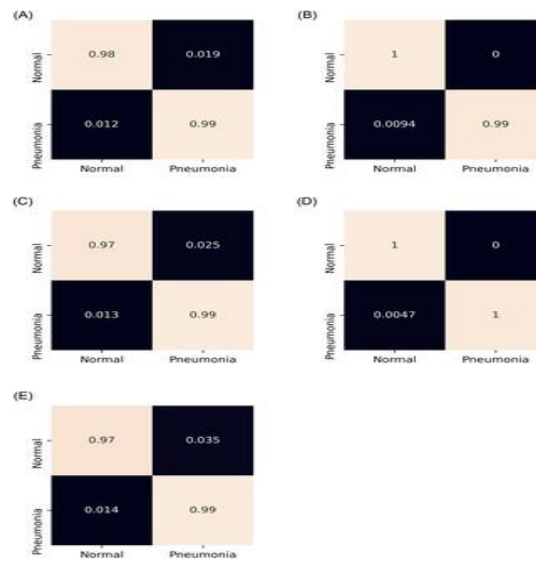 (A)
Normal
0.98 0.019
Pneumonia
0.012 0.99
Normal Pneumonia
(B)
Normal
1 0
Pneumonia
0.0094 0.99
Normal Pneumonia
(C)
Normal
0.97 0.025
Pneumonia
0.013 0.99
Normal Pneumonia
(D)
Normal
1 0
Pneumonia
0.0047 1
Normal Pneumonia
(E)
Normal
0.97 0.035
Pneumonia
0.014 0.99
Normal Pneumonia